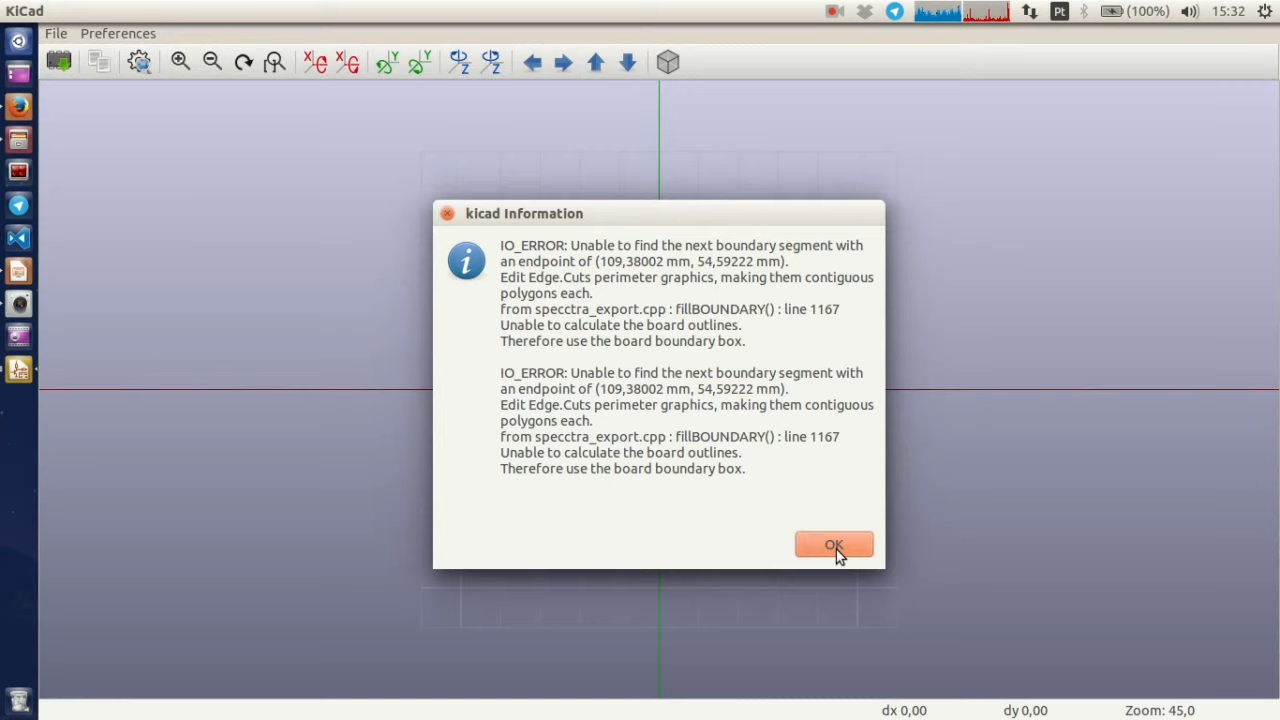 KiCad
Pt
(100%)
15:32
File Preferences
kicad Information
IO_ERROR: Unable to find the next boundary segment with
an endpoint of (109,38002 mm, 54,59222 mm).
Edit Edge.Cuts perimeter graphics, making them contiguous
polygons each.
from specctra_export.cpp : fillBOUNDARY() : line 1167
Unable to calculate the board outlines.
Therefore use the board boundary box.
IO_ERROR: Unable to find the next boundary segment with
an endpoint of (109,38002 mm, 54,59222 mm).
Edit Edge.Cuts perimeter graphics, making them contiguous
polygons each.
from specctra_export.cpp : fillBOUNDARY() : line 1167
Unable to calculate the board outlines.
Therefore use the board boundary box.
OK
dx 0,00
dy 0,00
Zoom: 45,0